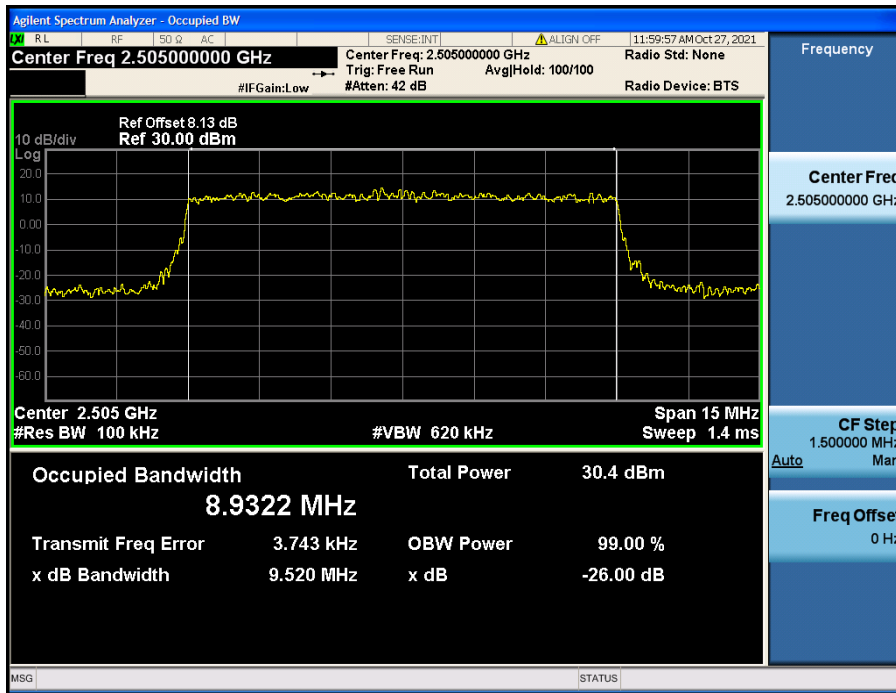 Agilent Spectrum Analyzer - Occupied BW
LXI RL RF 50 Ω AC SENSE:INT ALIGN OFF 11:59:57 AM Oct 27, 2021
Center Freq 2.505000000 GHz
Center Freq: 2.505000000 GHz
Radio Std: None
Trig: Free Run Avg|Hold: 100/100
#IFGain:Low
#Atten: 42 dB
Radio Device: BTS
Ref Offset 8.13 dB
10 dB/div Ref 30.00 dBm
Log
20.0
10.0
0.00
-10.0
-20.0
-30.0
-40.0
-50.0
-60.0
Center 2.505 GHz Span 15 MHz
#Res BW 100 kHz #VBW 620 kHz Sweep 1.4 ms
Occupied Bandwidth Total Power 30.4 dBm
8.9322 MHz
Transmit Freq Error 3.743 kHz OBW Power 99.00 %
x dB Bandwidth 9.520 MHz x dB -26.00 dB
MSG STATUS
Frequency
Center Freq
2.505000000 GHz
CF Step
1.500000 MHz
Auto Man
Freq Offset
0 Hz